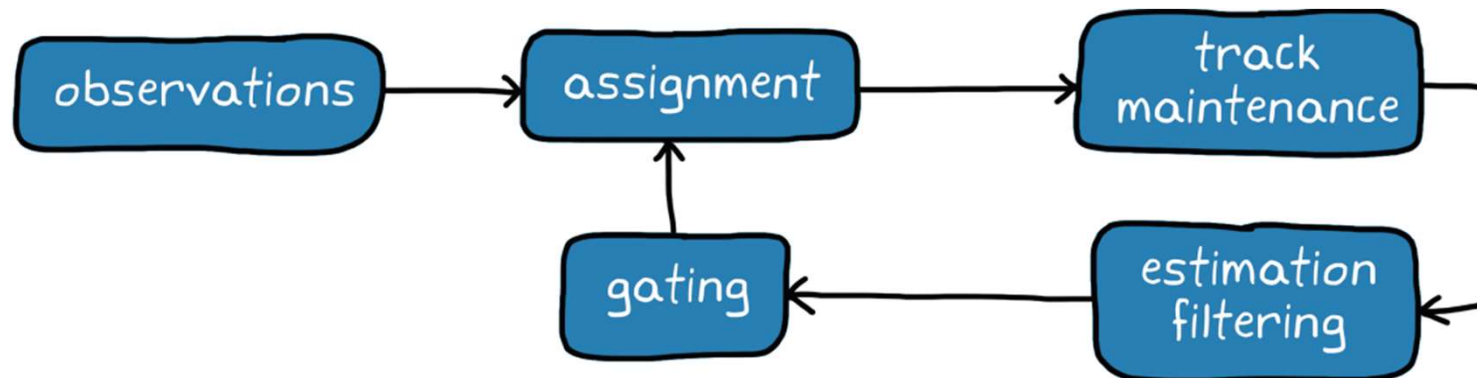 observations
assignment
track
maintenance
gating
estimation
filtering